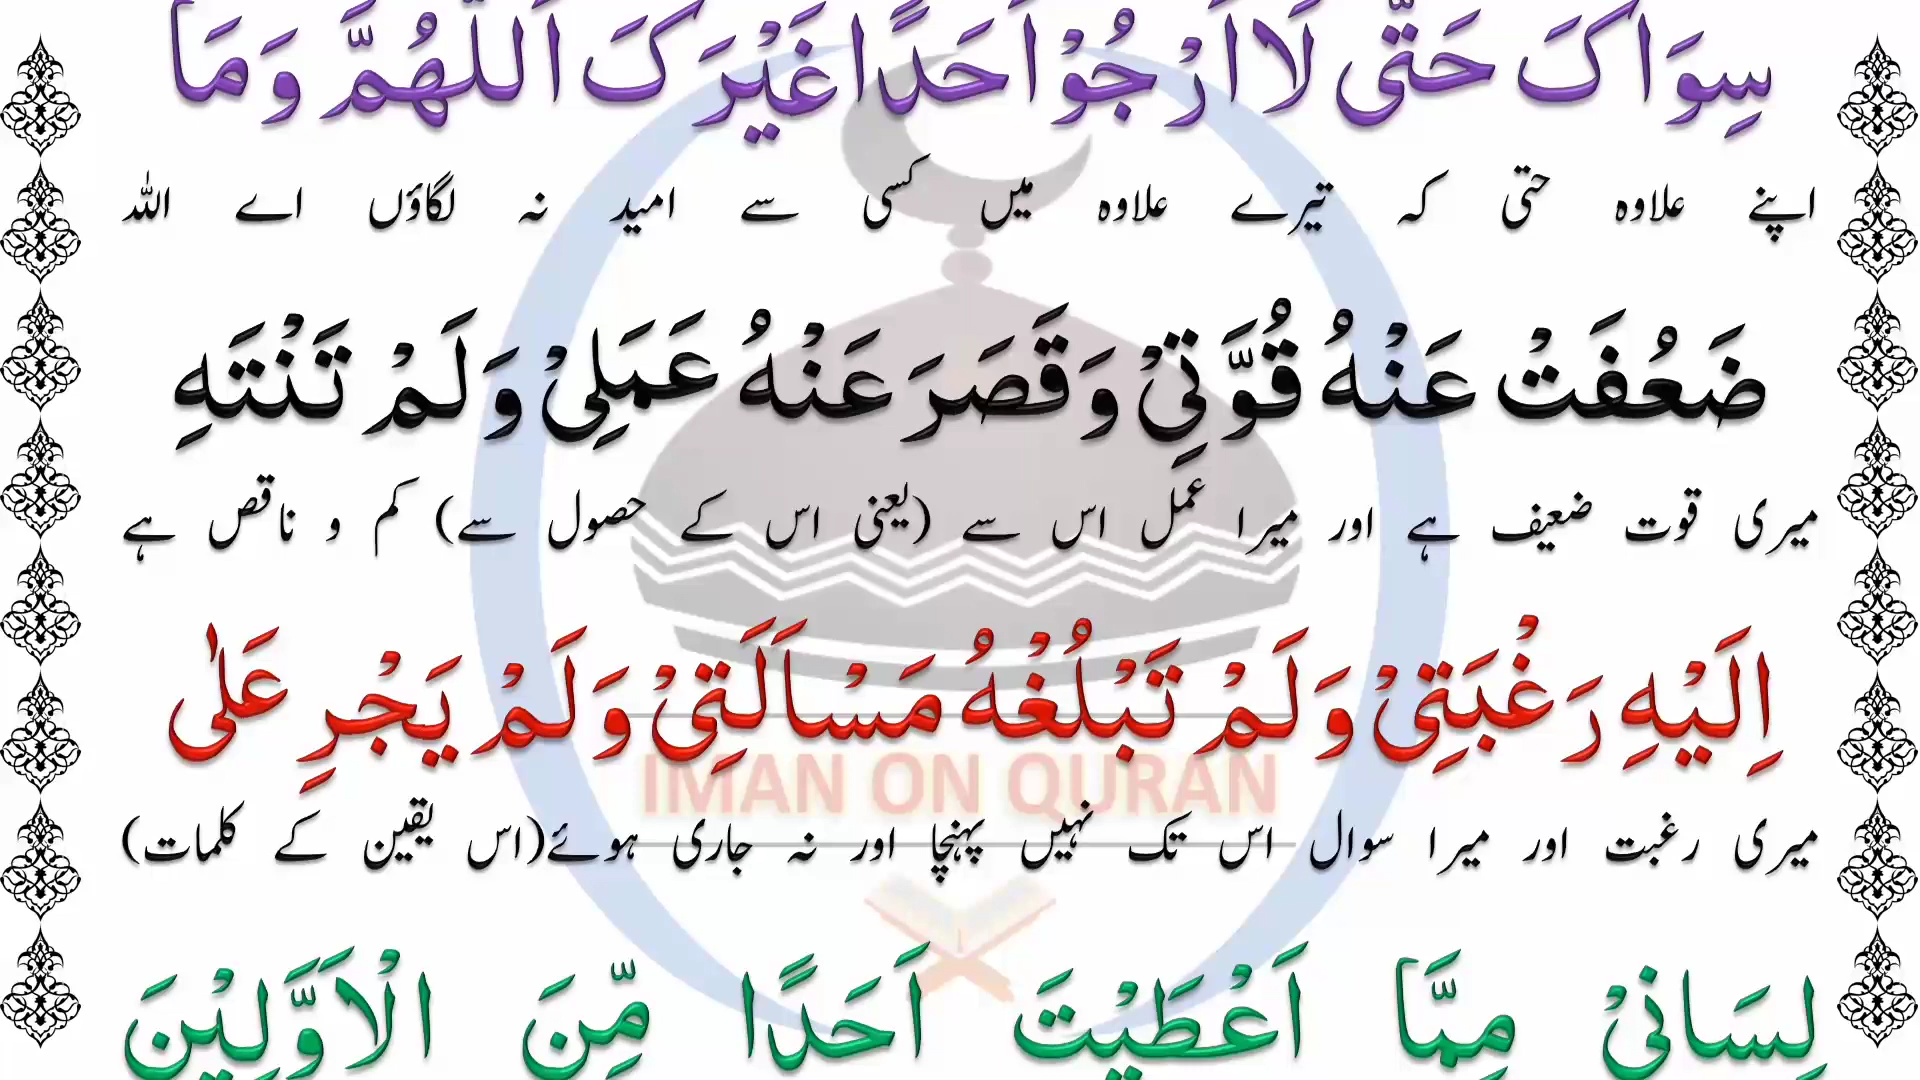 سِوَاکَ حَتّٰی لَا اَرْجُوْا اَحَدًا غَیْرَکَ اَللّٰهُمَّ وَمَا
اپنے علاوہ حتی کہ تیرے علاوہ میں کسی سے امید نہ لگاؤں اے اللہ
ضَعُفَتْ عَنْهُ قُوَّتِیْ وَقَصَرَ عَنْهُ عَمَلِیْ وَلَمْ تَنْتَهِ
میری قوت ضعیف ہے اور میرا عمل اس سے (یعنی اس کے حصول سے) کم و ناقص ہے
اِلَیْهِ رَغْبَتِیْ وَلَمْ تَبْلُغْهُ مَسْاَلَتِیْ وَلَمْ یَجْرِ عَلٰی
IMAN ON QURAN
میری رغبت اور میرا سوال اس تک نہیں پہنچا اور نہ جاری ہوئے(اس یقین کے کلمات)
لِسَانِیْ مِمَّا اَعْطَیْتَ اَحَدًا مِّنَ الْاَوَّلِیْنَ